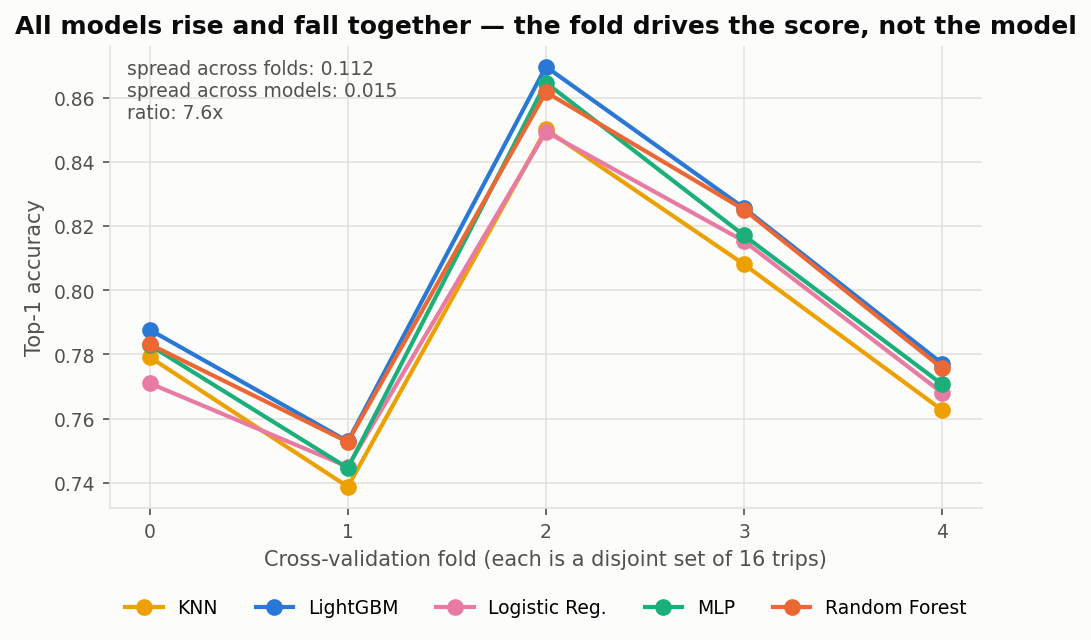 All models rise and fall together — the fold drives the score, not the model
spread across folds: 0.112
spread across models: 0.015
ratio: 7.6x
Top-1 accuracy
0.86
0.84
0.82
0.80
0.78
0.76
0.74
0 1 2 3 4
Cross-validation fold (each is a disjoint set of 16 trips)
KNN LightGBM Logistic Reg. MLP Random Forest